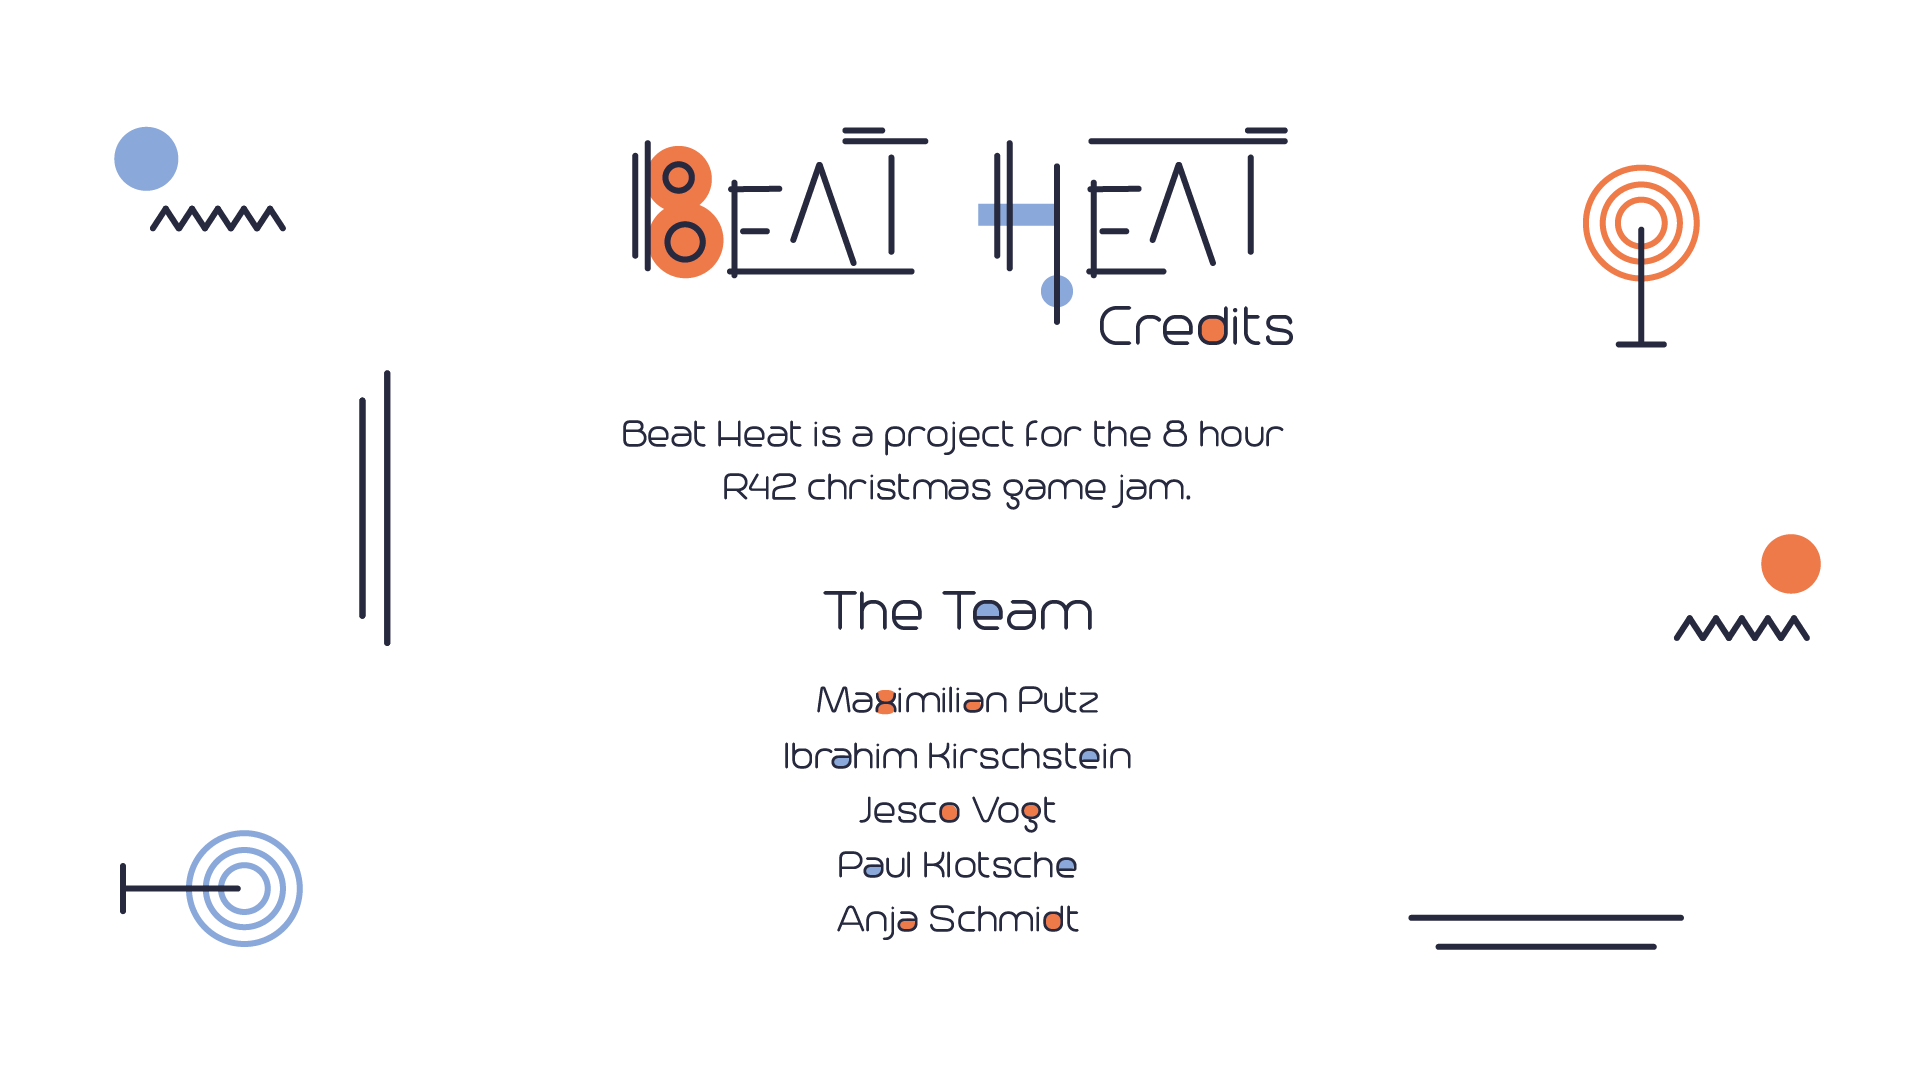 BEAT HEAT
Credits
Beat Heat is a project for the 8 hour
R42 christmas game jam.
The Team
Maximilian Putz
Ibrahim Kirschstein
Jesco Vogt
Paul Klotsche
Anja Schmidt